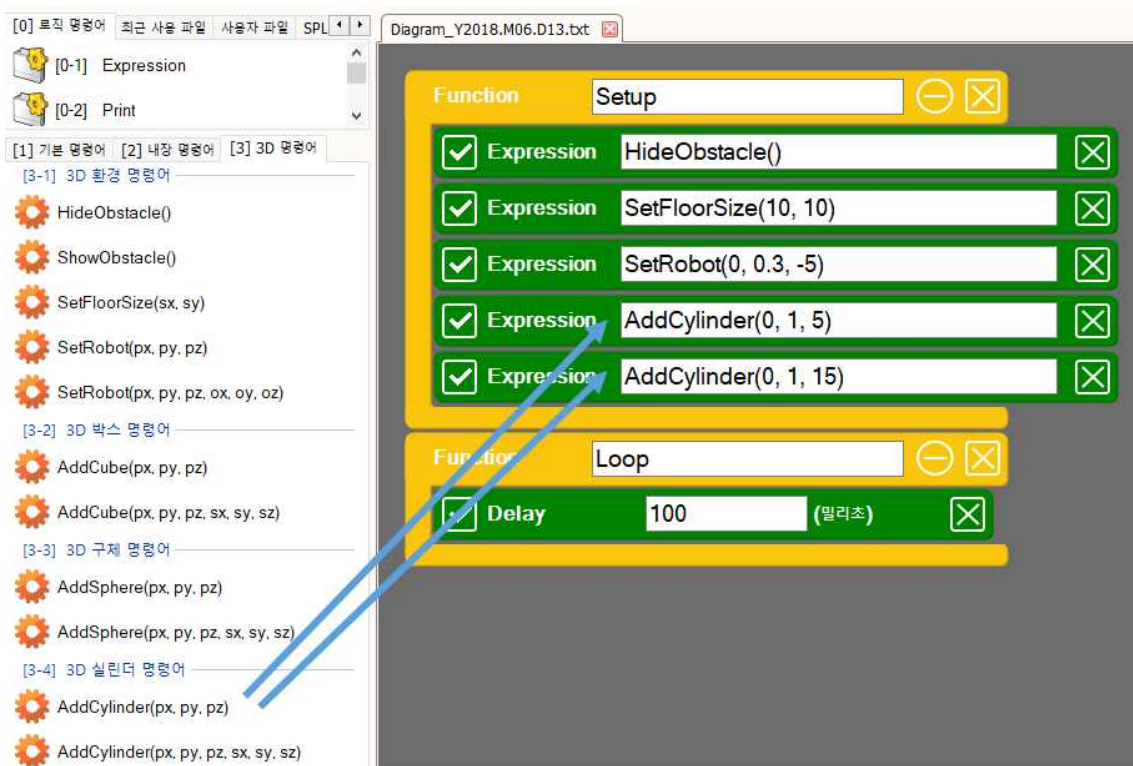 [0] 로직 명령어 최근 사용 파일 사용자 파일 SPL
[0-1] Expression
[0-2] Print
[1] 기본 명령어 [2] 내장 명령어 [3] 3D 명령어
[3-1] 3D 환경 명령어
HideObstacle()
ShowObstacle()
SetFloorSize(sx, sy)
SetRobot(px, py, pz)
SetRobot(px, py, pz, ox, oy, oz)
[3-2] 3D 박스 명령어
AddCube(px, py, pz)
AddCube(px, py, pz, sx, sy, sz)
[3-3] 3D 구체 명령어
AddSphere(px, py, pz)
AddSphere(px, py, pz, sx, sy, sz)
[3-4] 3D 실린더 명령어
AddCylinder(px, py, pz)
AddCylinder(px, py, pz, sx, sy, sz)
Diagram_Y2018.M06.D13.txt
Function Setup
Expression HideObstacle()
Expression SetFloorSize(10, 10)
Expression SetRobot(0, 0.3, -5)
Expression AddCylinder(0, 1, 5)
Expression AddCylinder(0, 1, 15)
Function Loop
Delay 100 (밀리초)